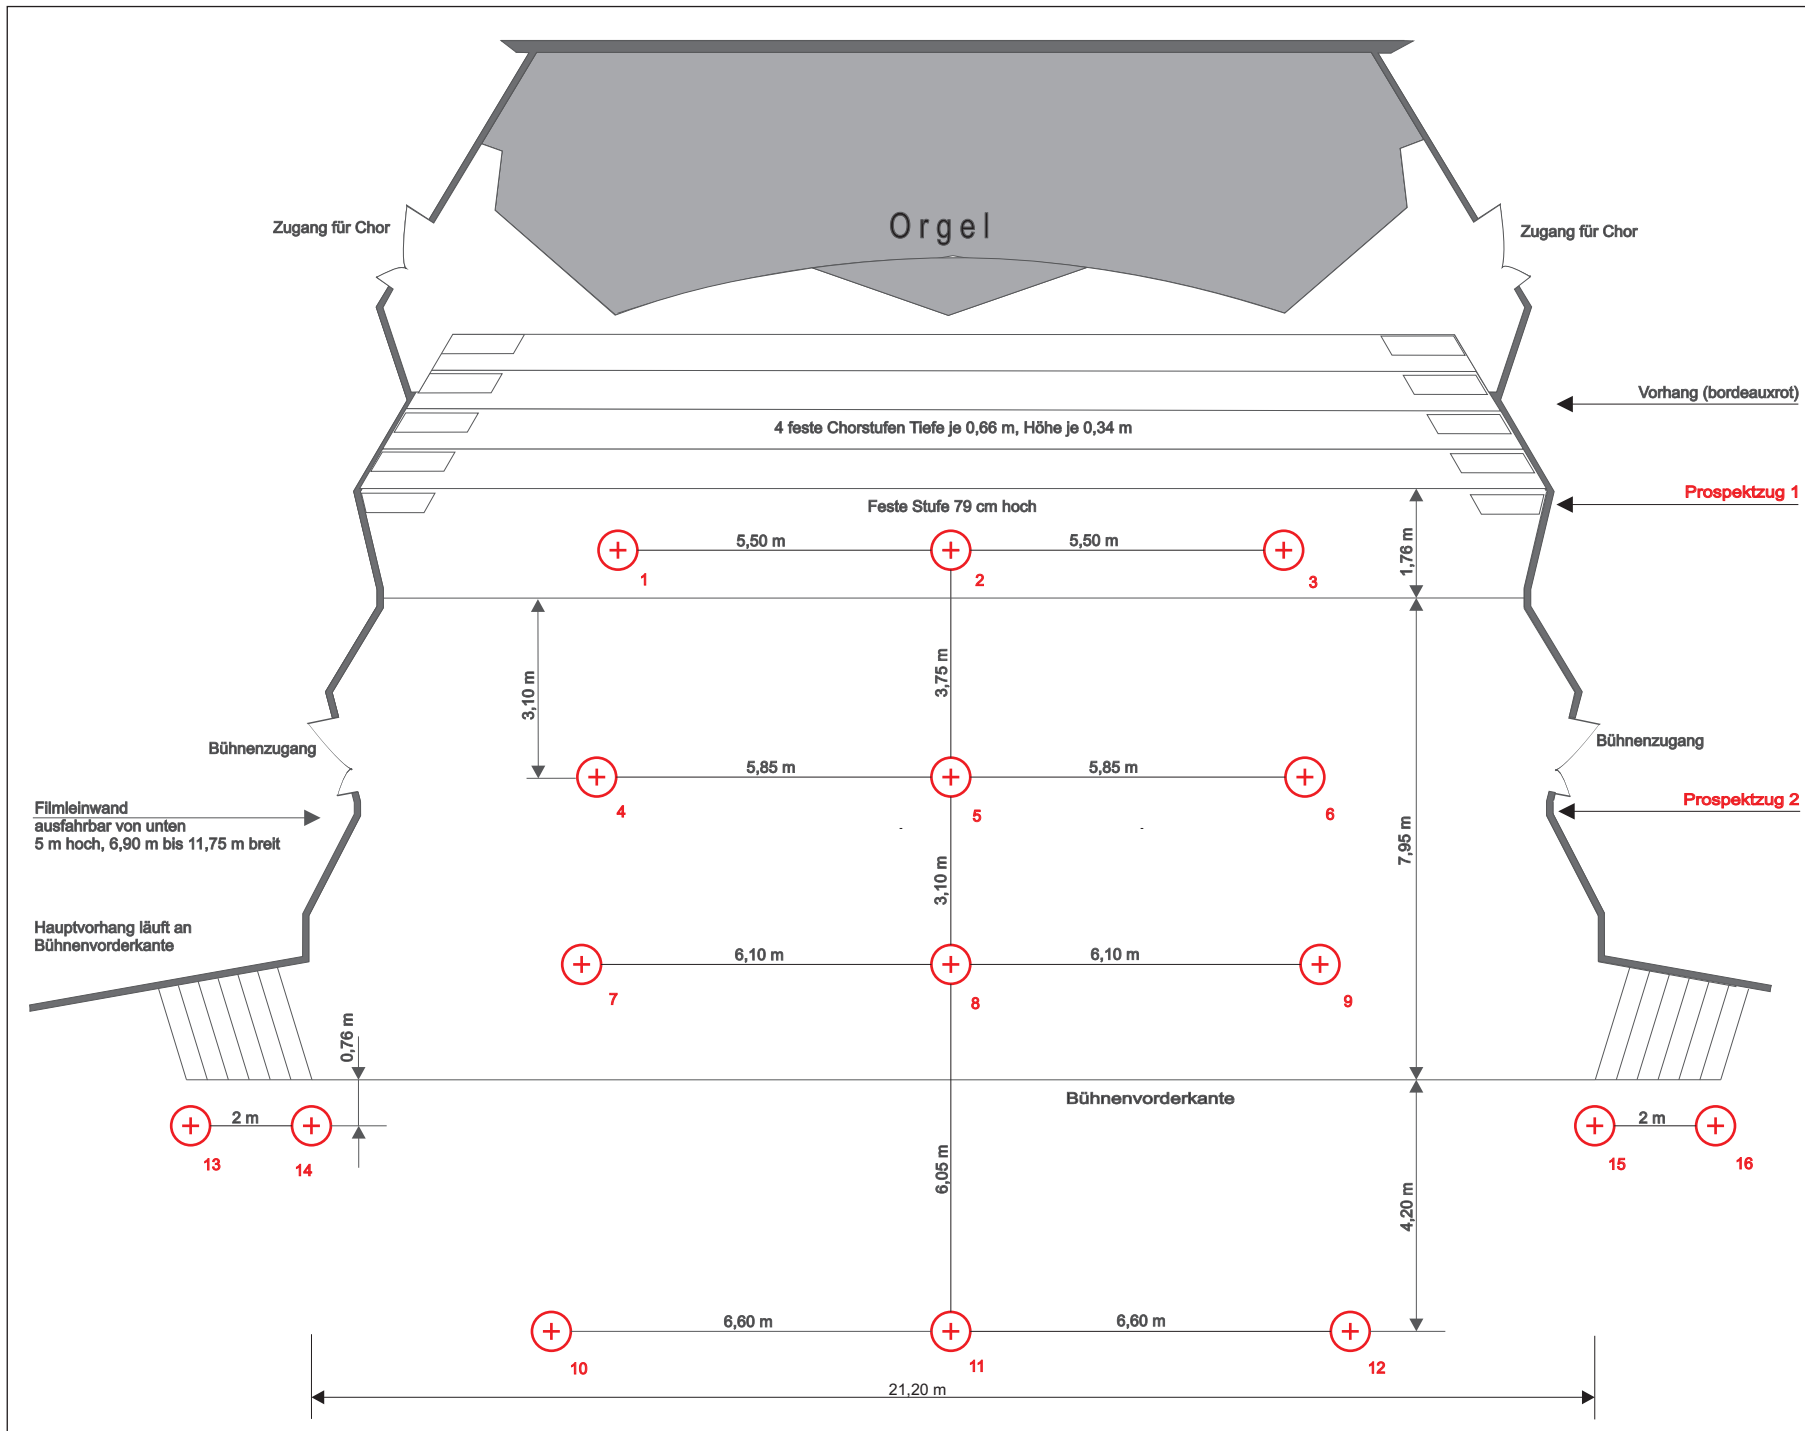 Orgel
Zugang für Chor
Zugang für Chor
Vorhang (bordeauxrot)
4 feste Chorstufen Tiefe je 0,66 m, Höhe je 0,34 m
Prospektzug 1
Feste Stufe 79 cm hoch
5,50 m
5,50 m
1,76 m
1
2
3
3,75 m
3,10 m
Bühnenzugang
Bühnenzugang
5,85 m
5,85 m
4
5
6
Prospektzug 2
Filmleinwand
ausfahrbar von unten
5 m hoch, 6,90 m bis 11,75 m breit
7,95 m
3,10 m
Hauptvorhang läuft an
Bühnenvorderkante
6,10 m
6,10 m
7
8
9
0,76 m
Bühnenvorderkante
2 m
2 m
13
14
15
16
6,05 m
4,20 m
6,60 m
6,60 m
10
11
12
21,20 m